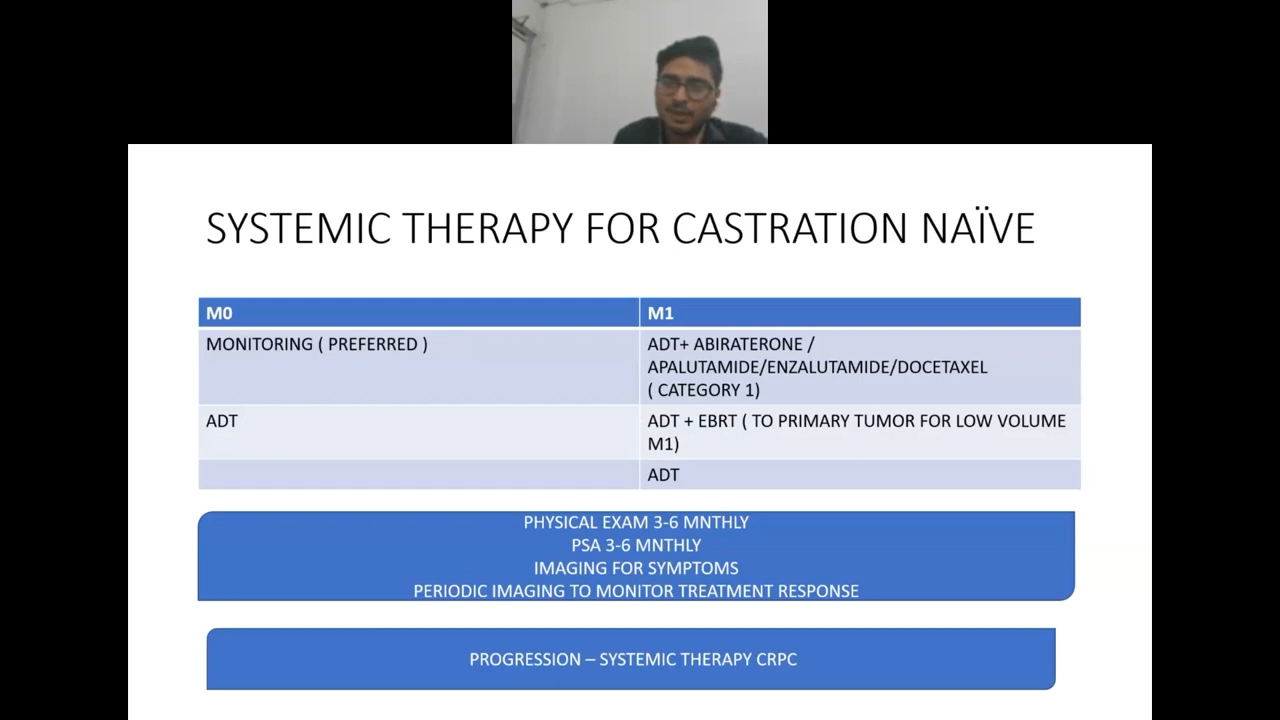 SYSTEMIC THERAPY FOR CASTRATION NAÏVE
M0
M1
MONITORING ( PREFERRED )
ADT+ ABIRATERONE /
APALUTAMIDE/ENZALUTAMIDE/DOCETAXEL
( CATEGORY 1)
ADT
ADT + EBRT ( TO PRIMARY TUMOR FOR LOW VOLUME
M1)
ADT
PHYSICAL EXAM 3-6 MNTHLY
PSA 3-6 MNTHLY
IMAGING FOR SYMPTOMS
PERIODIC IMAGING TO MONITOR TREATMENT RESPONSE
PROGRESSION – SYSTEMIC THERAPY CRPC